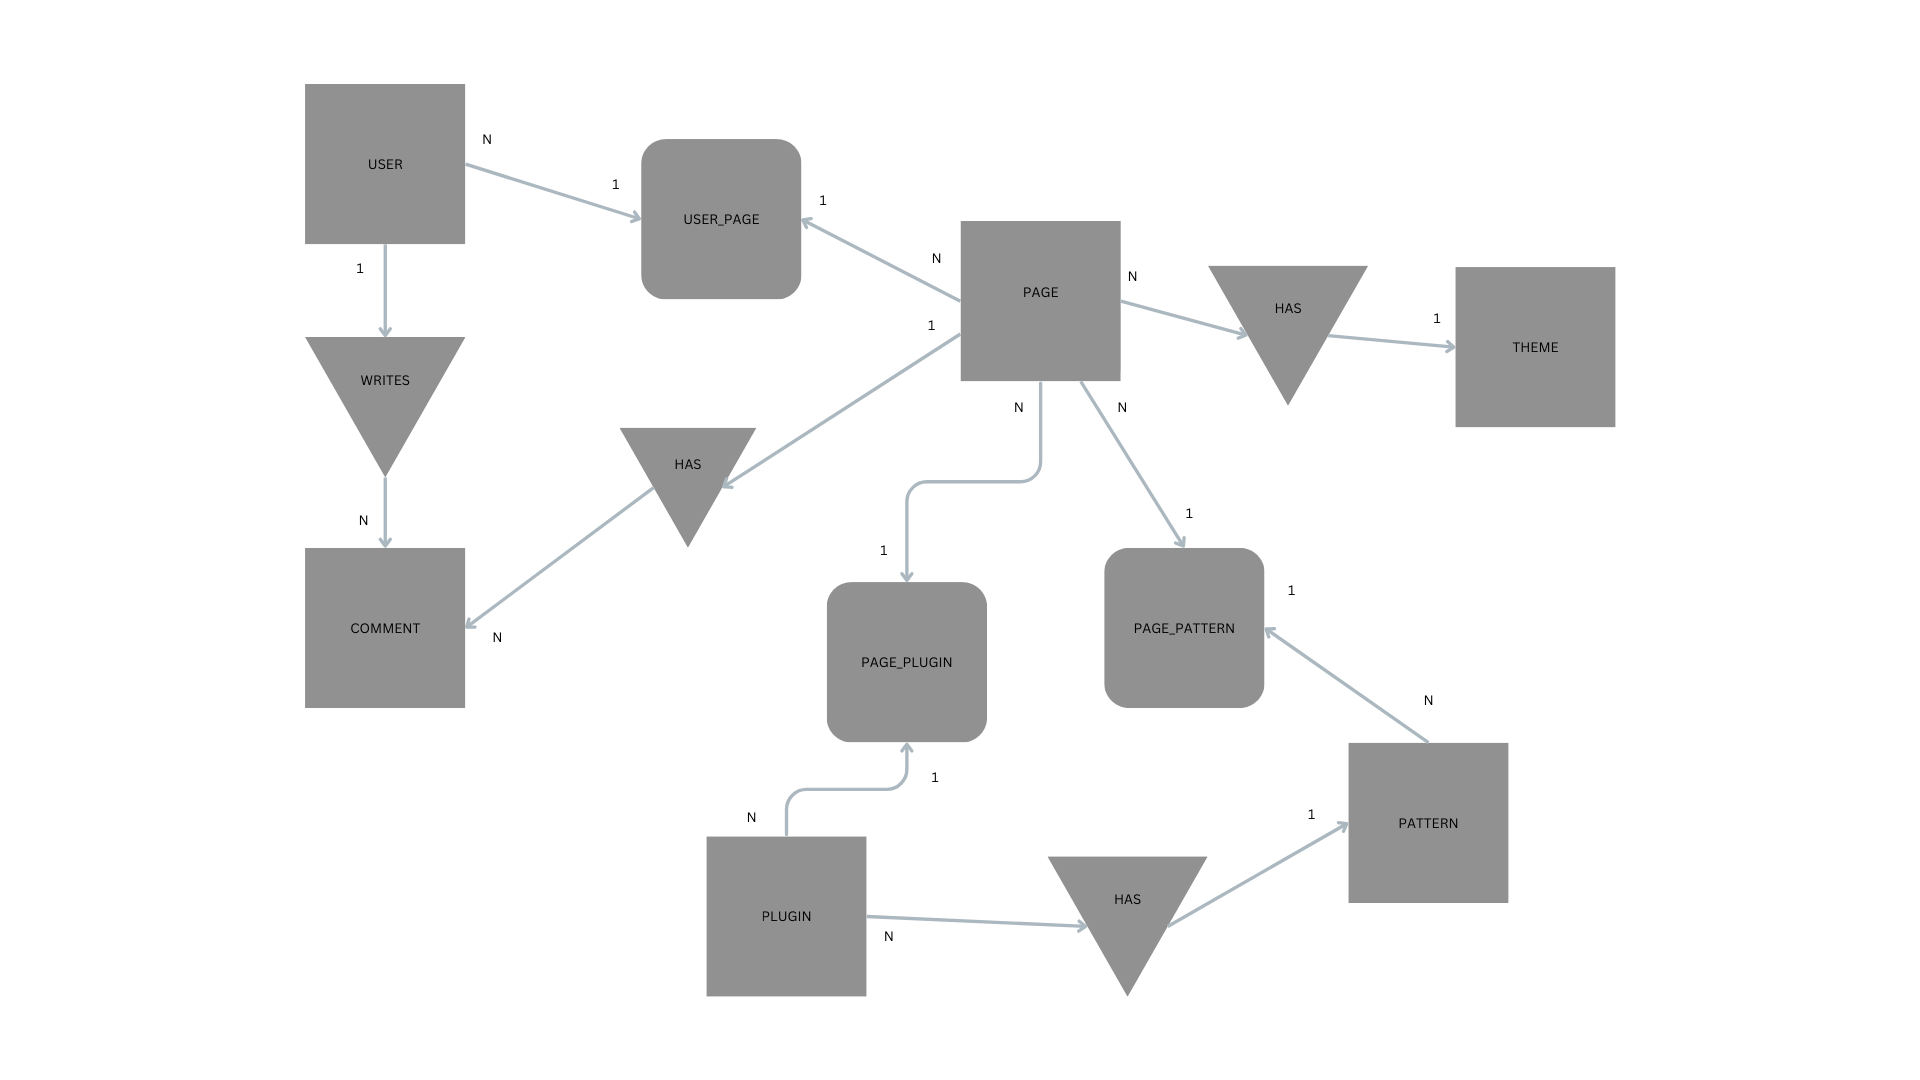 USER
N
1
USER_PAGE
1
N
PAGE
N
HAS
1
THEME
1
WRITES
N
COMMENT
1
HAS
N
N
1
PAGE_PLUGIN
N
1
PAGE_PATTERN
1
N
PATTERN
1
N
PLUGIN
N
HAS
1